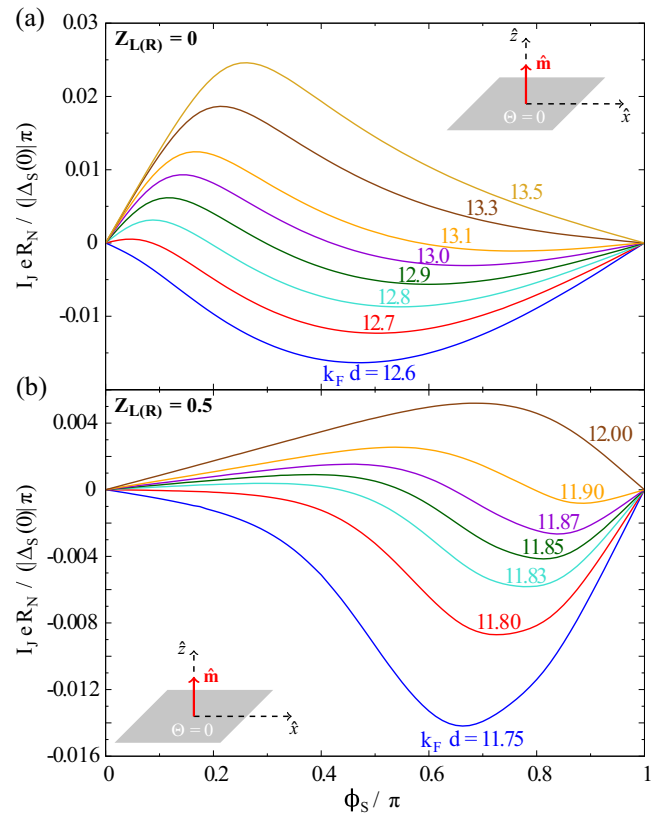 (a)
Z_L(R) = 0
0.03
0.02
0.01
0
-0.01
I_J e R_N / (|Δ_S(0)|π)
ẑ
m̂
Θ = 0
x̂
13.5
13.3
13.1
13.0
12.9
12.8
12.7
k_F d = 12.6
(b)
Z_L(R) = 0.5
0.004
0
-0.004
-0.008
-0.012
-0.016
I_J e R_N / (|Δ_S(0)|π)
12.00
11.90
11.87
11.85
11.83
11.80
k_F d = 11.75
ẑ
m̂
Θ = 0
x̂
0 0.2 0.4 0.6 0.8 1
ϕ_S / π